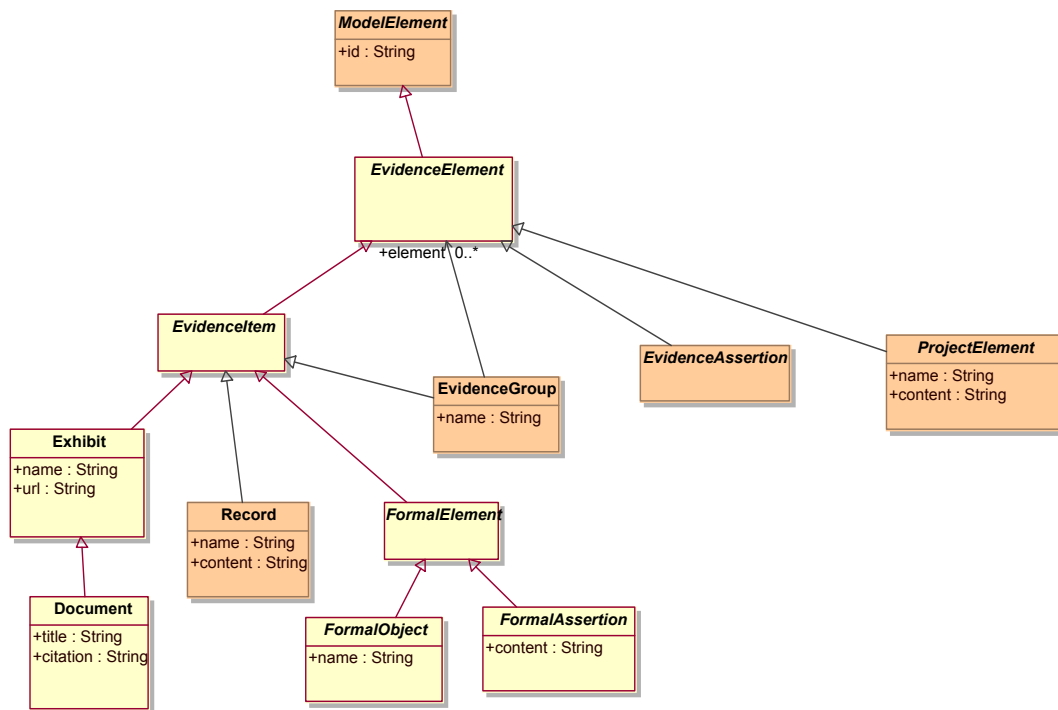 ModelElement
+id : String
EvidenceElement
+element 0..*
EvidenceItem
EvidenceAssertion
ProjectElement
+name : String
+content : String
EvidenceGroup
+name : String
Exhibit
+name : String
+url : String
Record
+name : String
+content : String
FormalElement
Document
+title : String
+citation : String
FormalObject
+name : String
FormalAssertion
+content : String